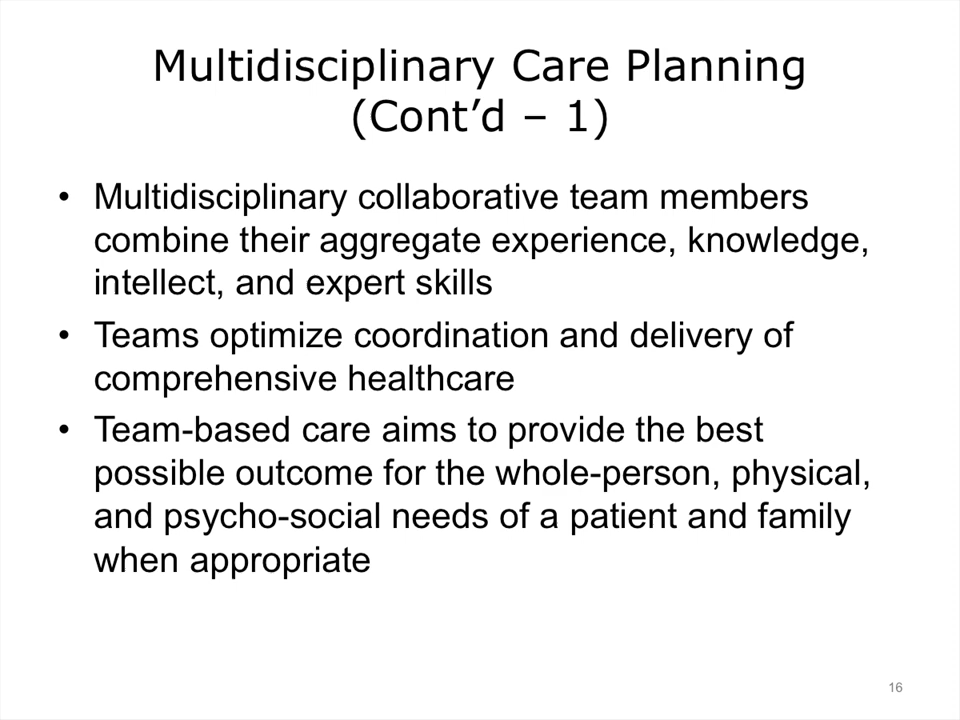 Multidisciplinary Care Planning
(Cont’d – 1)
• Multidisciplinary collaborative team members
combine their aggregate experience, knowledge,
intellect, and expert skills
• Teams optimize coordination and delivery of
comprehensive healthcare
• Team-based care aims to provide the best
possible outcome for the whole-person, physical,
and psycho-social needs of a patient and family
when appropriate
16